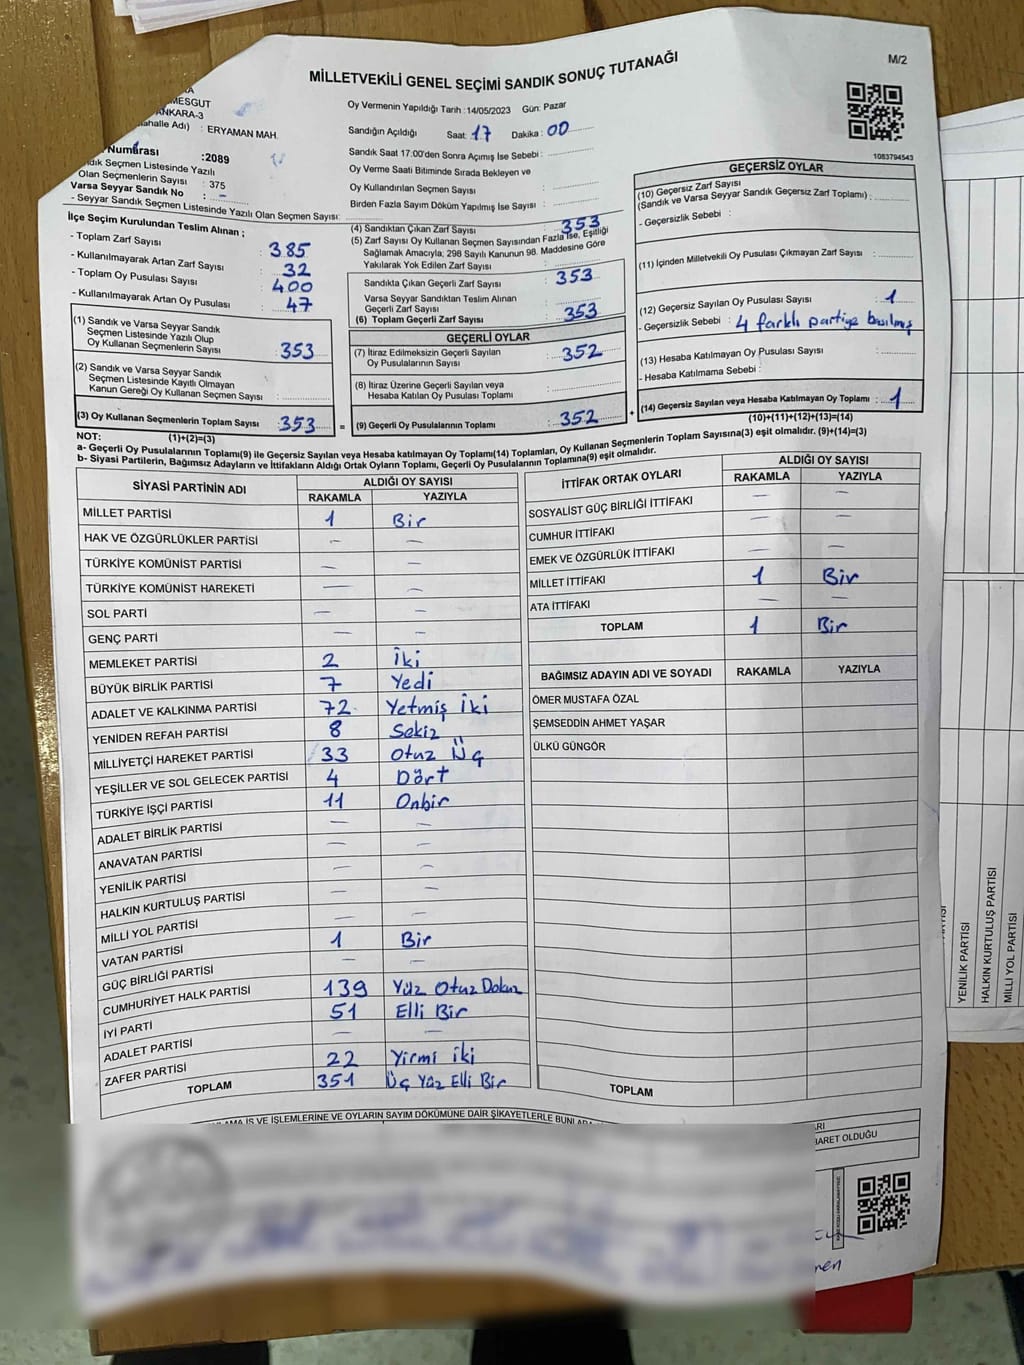 MİLLETVEKİLİ GENEL SEÇİMİ SANDIK SONUÇ TUTANAĞI
M/2
MESGUT
ANKARA-3
ahalle Adı) : ERYAMAN MAH.
Numarası :2089
dık Seçmen Listesinde Yazılı
Olan Seçmenlerin Sayısı : 375
Varsa Seyyar Sandık No : -
- Seyyar Sandık Seçmen Listesinde Yazılı Olan Seçmen Sayısı:
Oy Vermenin Yapıldığı Tarih :14/05/2023 Gün: Pazar
Sandığın Açıldığı Saat: 17 Dakika: 00
Sandık Saat 17:00'den Sonra Açımış İse Sebebi :
Oy Verme Saati Bitiminde Sırada Bekleyen ve
Oy Kullandırılan Seçmen Sayısı :
Birden Fazla Sayım Döküm Yapılmış İse Sayısı :
1083794543
İlçe Seçim Kurulundan Teslim Alınan ;
- Toplam Zarf Sayısı : 385
- Kullanılmayarak Artan Zarf Sayısı : 32
- Toplam Oy Pusulası Sayısı : 400
- Kullanılmayarak Artan Oy Pusulası : 47
(1) Sandık ve Varsa Seyyar Sandık
Seçmen Listesinde Yazılı Olup
Oy Kullanan Seçmenlerin Sayısı : 353
(2) Sandık ve Varsa Seyyar Sandık
Seçmen Listesinde Kayıtlı Olmayan
Kanun Gereği Oy Kullanan Seçmen Sayısı :
(3) Oy Kullanan Seçmenlerin Toplam Sayısı : 353 =
(4) Sandıktan Çıkan Zarf Sayısı : 353
(5) Zarf Sayısı Oy Kullanan Seçmen Sayısından Fazla İse, Eşitliği
Sağlamak Amacıyla; 298 Sayılı Kanunun 98. Maddesine Göre
Yakılarak Yok Edilen Zarf Sayısı :
Sandıkta Çıkan Geçerli Zarf Sayısı : 353
Varsa Seyyar Sandıktan Teslim Alınan
Geçerli Zarf Sayısı :
(6) Toplam Geçerli Zarf Sayısı : 353
GEÇERLİ OYLAR
(7) İtiraz Edilmeksizin Geçerli Sayılan
Oy Pusulalarının Sayısı : 352
(8) İtiraz Üzerine Geçerli Sayılan veya
Hesaba Katılan Oy Pusulası Toplamı :
(9) Geçerli Oy Pusulalarının Toplamı : 352 +
GEÇERSİZ OYLAR
(10) Geçersiz Zarf Sayısı
(Sandık ve Varsa Seyyar Sandık Geçersiz Zarf Toplamı) :
- Geçersizlik Sebebi :
(11) İçinden Milletvekili Oy Pusulası Çıkmayan Zarf Sayısı :
(12) Geçersiz Sayılan Oy Pusulası Sayısı : 1
- Geçersizlik Sebebi : 4 farklı partiye basılmış
(13) Hesaba Katılmayan Oy Pusulası Sayısı :
- Hesaba Katılmama Sebebi :
(14) Geçersiz Sayılan veya Hesaba Katılmayan Oy Toplamı : 1
(10)+(11)+(12)+(13)=(14)
NOT: (1)+(2)=(3)
a- Geçerli Oy Pusulasının Toplamı(9) ile Geçersiz Sayılan veya Hesaba katılmayan Oy Toplamı(14) Toplamları, Oy Kullanan Seçmenlerin Toplam Sayısına(3) eşit olmalıdır. (9)+(14)=(3)
b- Siyasi Partilerin, Bağımsız Adayların ve İttifakların Aldığı Ortak Oyların Toplamı, Geçerli Oy Pusulalarının Toplamına(9) eşit olmalıdır.
SİYASİ PARTİNİN ADI ALDIĞI OY SAYISI
RAKAMLA YAZIYLA
MİLLET PARTİSİ 1 Bir
HAK VE ÖZGÜRLÜKLER PARTİSİ - -
TÜRKİYE KOMÜNİST PARTİSİ - -
TÜRKİYE KOMÜNİST HAREKETİ - -
SOL PARTİ - -
GENÇ PARTİ - -
MEMLEKET PARTİSİ 2 İki
BÜYÜK BİRLİK PARTİSİ 7 Yedi
ADALET VE KALKINMA PARTİSİ 72 Yetmiş iki
YENİDEN REFAH PARTİSİ 8 Sekiz
MİLLİYETÇİ HAREKET PARTİSİ 33 Otuz Üç
YEŞİLLER VE SOL GELECEK PARTİSİ 4 Dört
TÜRKİYE İŞÇİ PARTİSİ 11 Onbir
ADALET BİRLİK PARTİSİ - -
ANAVATAN PARTİSİ - -
YENİLİK PARTİSİ - -
HALKIN KURTULUŞ PARTİSİ - -
MİLLİ YOL PARTİSİ - -
VATAN PARTİSİ 1 Bir
GÜÇ BİRLİĞİ PARTİSİ - -
CUMHURİYET HALK PARTİSİ 139 Yüz Otuz Dokuz
İYİ PARTİ 51 Elli Bir
ADALET PARTİSİ - -
ZAFER PARTİSİ 22 Yirmi iki
TOPLAM 351 Üç Yüz Elli Bir
İTTİFAK ORTAK OYLARI ALDIĞI OY SAYISI
RAKAMLA YAZIYLA
SOSYALİST GÜÇ BİRLİĞİ İTTİFAKI - -
CUMHUR İTTİFAKI - -
EMEK VE ÖZGÜRLÜK İTTİFAKI - -
MİLLET İTTİFAKI 1 Bir
ATA İTTİFAKI - -
TOPLAM 1 Bir
BAĞIMSIZ ADAYIN ADI VE SOYADI RAKAMLA YAZIYLA
ÖMER MUSTAFA ÖZAL
ŞEMSEDDİN AHMET YAŞAR
ÜLKÜ GÜNGÖR
TOPLAM
AMA İŞ VE İŞLEMLERİNE VE OYLARIN SAYIM DÖKÜMÜNE DAİR ŞİKAYETLERLE BUNL
ARI
BARET OLDUĞU
YENİLİK PARTİSİ
HALKIN KURTULUŞ PARTİSİ
MİLLİ YOL PARTİSİ